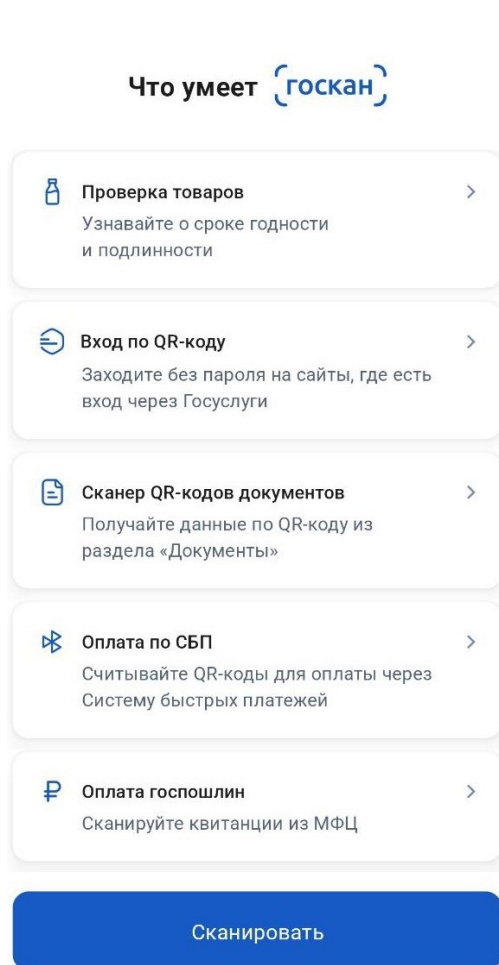 Что умеет госкан
Проверка товаров
Узнавайте о сроке годности
и подлинности
Вход по QR-коду
Заходите без пароля на сайты, где есть
вход через Госуслуги
Сканер QR-кодов документов
Получайте данные по QR-коду из
раздела «Документы»
Оплата по СБП
Считывайте QR-коды для оплаты через
Систему быстрых платежей
Оплата госпошлин
Сканируйте квитанции из МФЦ
Сканировать